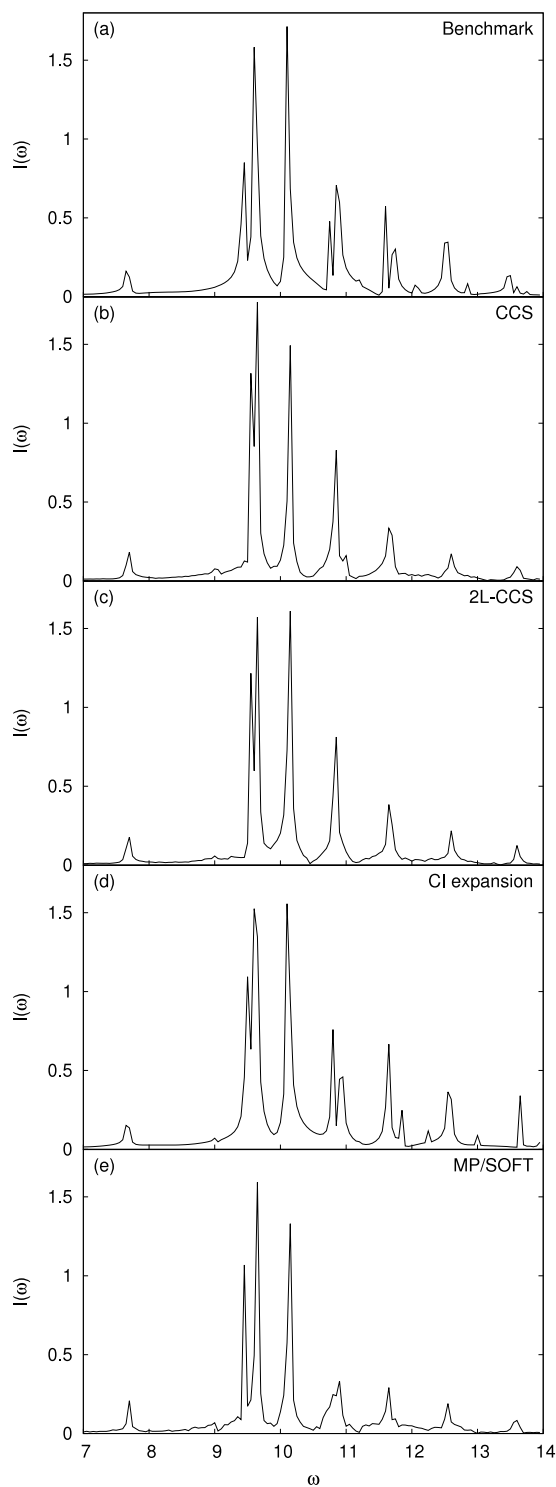 (a) Benchmark
1.5
1
0.5
0
I(ω)
(b) CCS
1.5
1
0.5
0
I(ω)
(c) 2L-CCS
1.5
1
0.5
0
I(ω)
(d) CI expansion
1.5
1
0.5
0
I(ω)
(e) MP/SOFT
1.5
1
0.5
0
I(ω)
7 8 9 10 11 12 13 14
ω